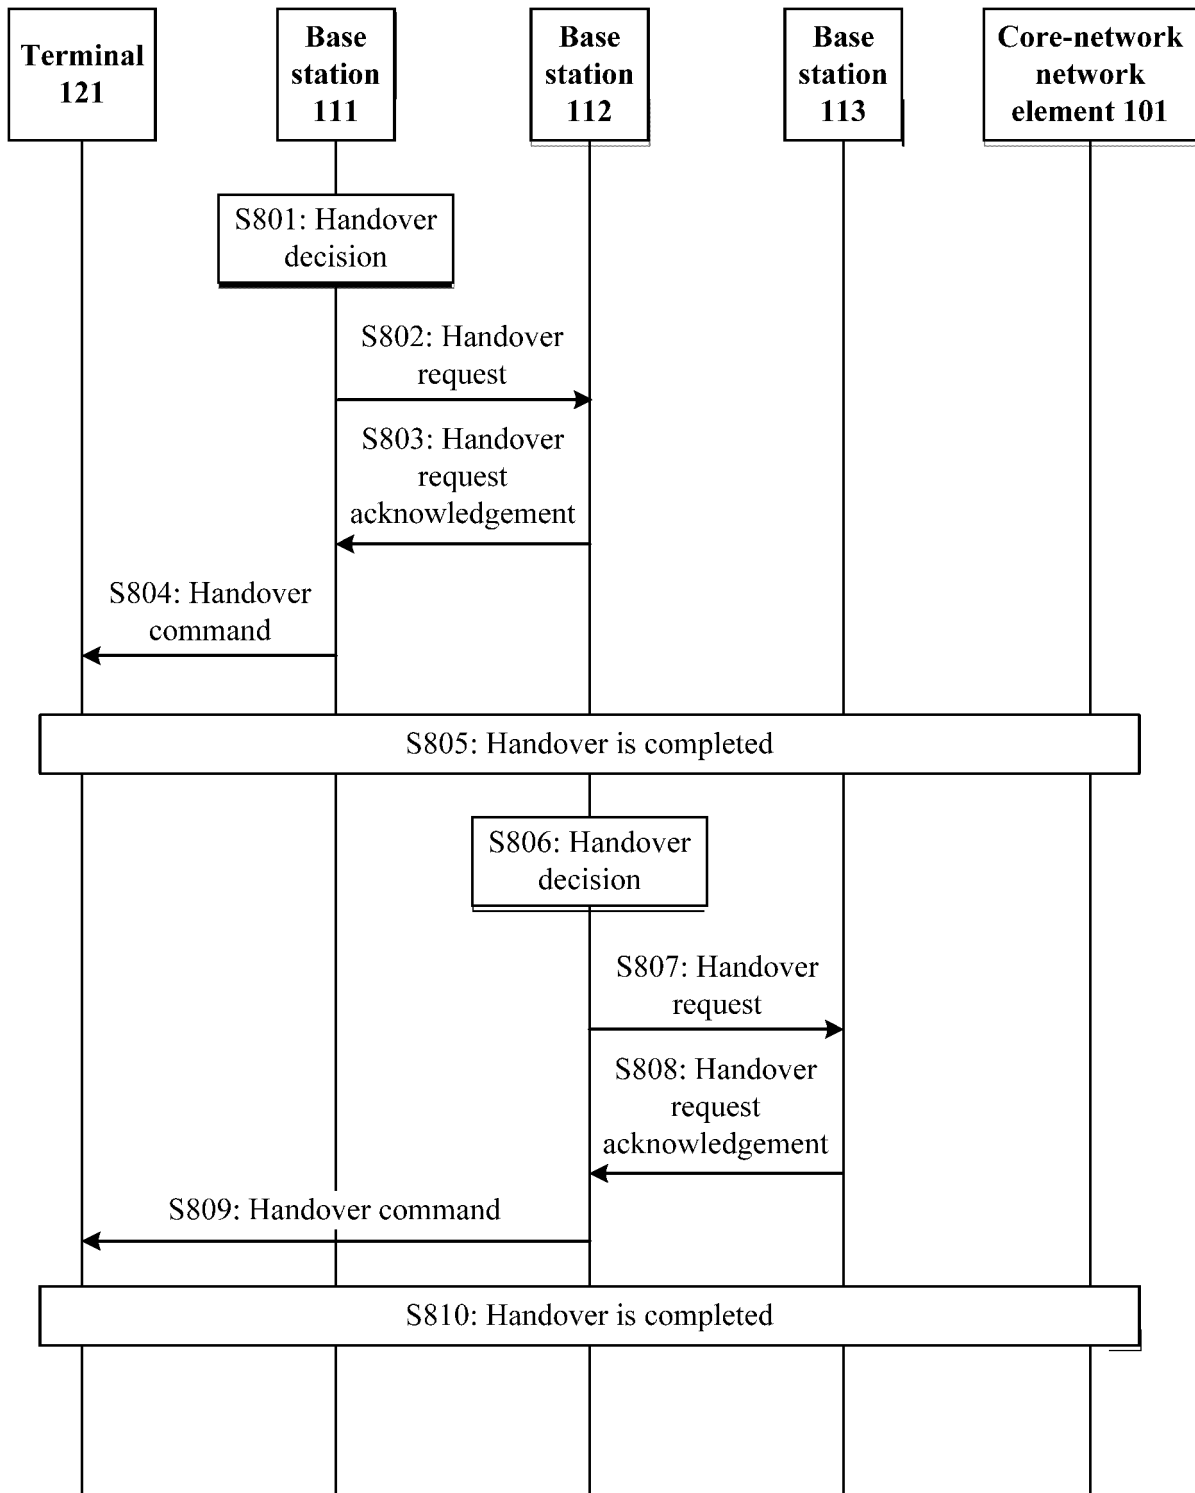 Terminal
121
Base
station
111
Base
station
112
Base
station
113
Core-network
network
element 101
S801: Handover
decision
S802: Handover
request
S803: Handover
request
acknowledgement
S804: Handover
command
S805: Handover is completed
S806: Handover
decision
S807: Handover
request
S808: Handover
request
acknowledgement
S809: Handover command
S810: Handover is completed